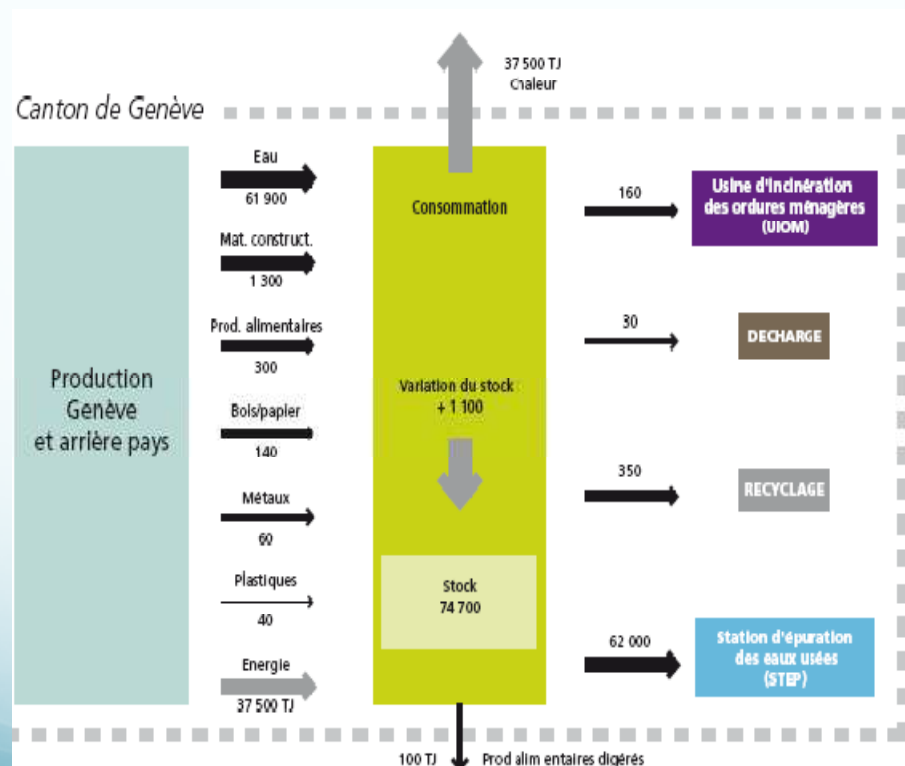 37 500 TJ
Chaleur
Canton de Genève
Production
Genève
et arrière pays
Eau
61 900
Mat. construct.
1 300
Prod. alimentaires
300
Bois/papier
140
Métaux
60
Plastiques
40
Energie
37 500 TJ
Consommation
Variation du stock
+ 1 100
Stock
74 700
160
Usine d'incinération
des ordures ménagères
(UIOM)
30
DECHARGE
350
RECYCLAGE
62 000
Station d'épuration
des eaux usées
(STEP)
100 TJ
Prod alim entaires digérés